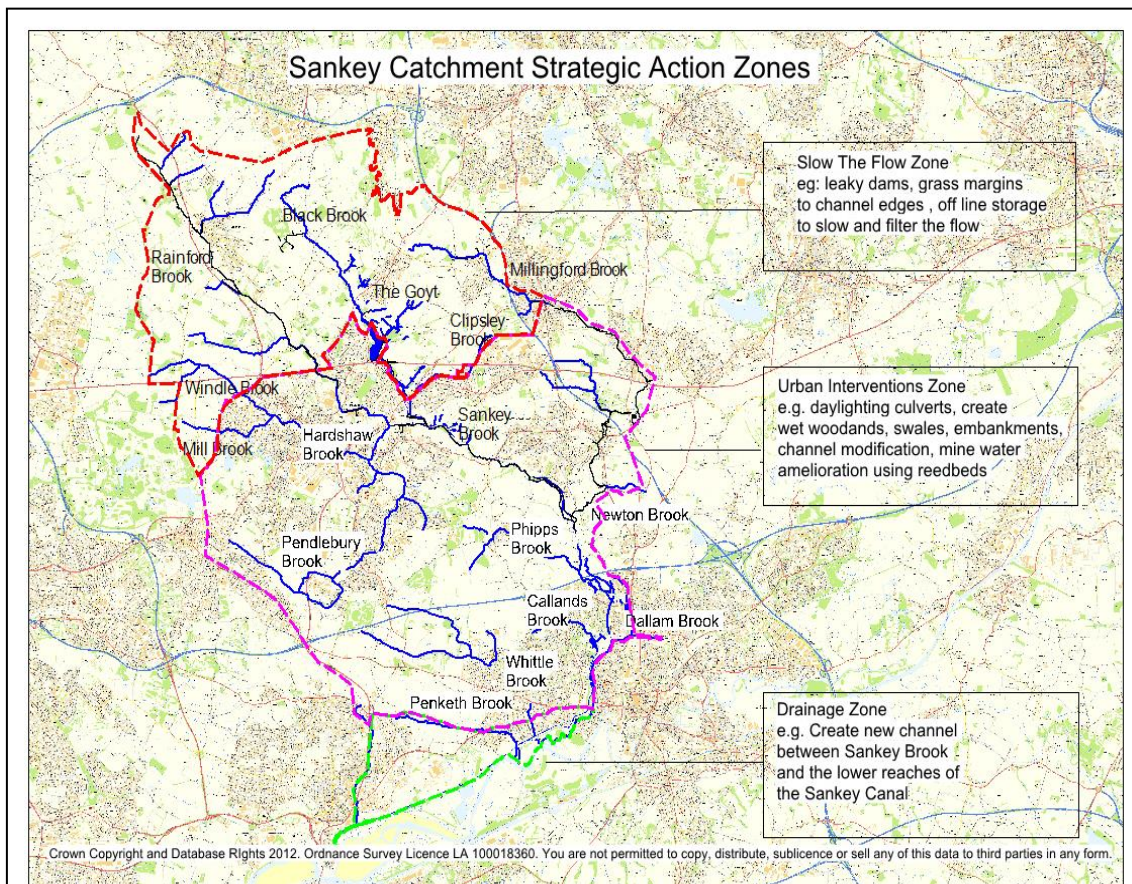 Sankey Catchment Strategic Action Zones
Slow The Flow Zone
eg: leaky dams, grass margins
to channel edges , off line storage
to slow and filter the flow
Black Brook
Rainford
Brook
Millingford Brook
The Goyt
Clipsley
Brook
Urban Interventions Zone
e.g. daylighting culverts, create
wet woodands, swales, embankments,
channel modification, mine water
amelioration using reedbeds
Windle Brook
Sankey
Brook
Hardshaw
Brook
Mill Brook
Newton Brook
Phipps
Brook
Pendlebury
Brook
Callands
Brook
Dallam Brook
Whittle
Brook
Penketh Brook
Drainage Zone
e.g. Create new channel
between Sankey Brook
and the lower reaches of
the Sankey Canal
Crown Copyright and Database RIghts 2012. Ordnance Survey Licence LA 100018360. You are not permitted to copy, distribute, sublicence or sell any of this data to third parties in any form.